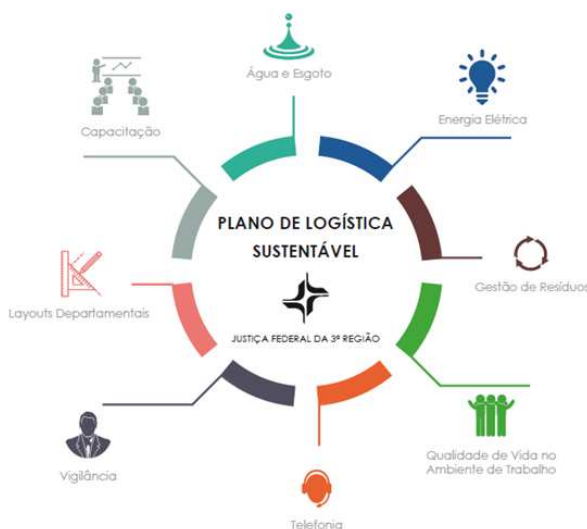 Água e Esgoto
Energia Elétrica
Capacitação
PLANO DE LOGÍSTICA
SUSTENTÁVEL
JUSTIÇA FEDERAL DA 3ª REGIÃO
Gestão de Resíduos
Layouts Departamentais
Qualidade de Vida no
Ambiente de Trabalho
Vigilância
Telefonia